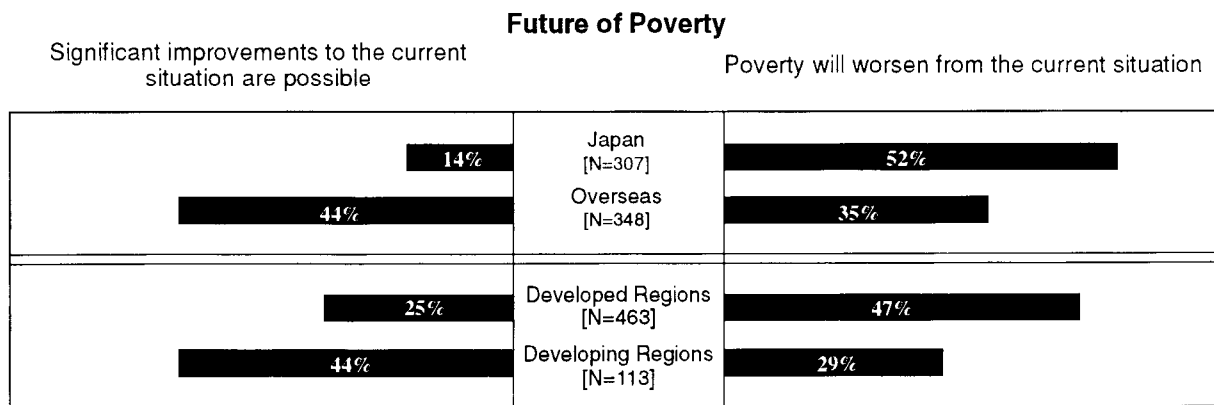 Future of Poverty
Significant improvements to the current
situation are possible
Poverty will worsen from the current situation
14%
Japan
[N=307]
52%
44%
Overseas
[N=348]
35%
25%
Developed Regions
[N=463]
47%
44%
Developing Regions
[N=113]
29%